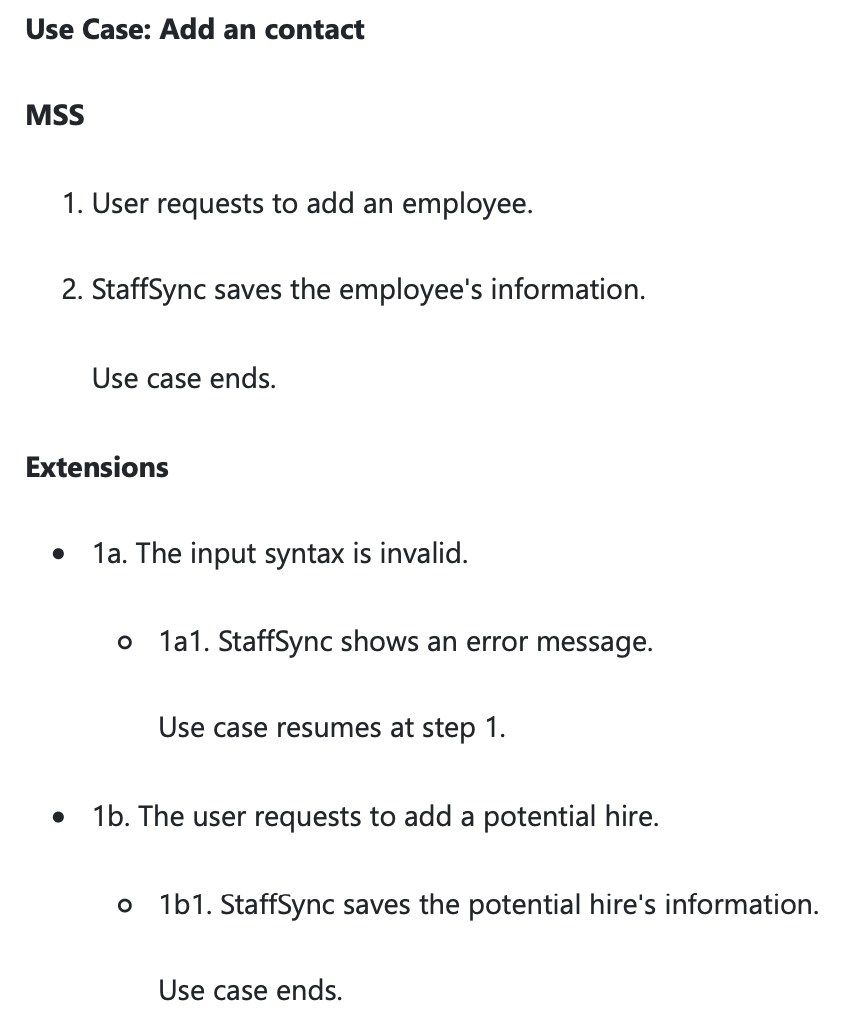 Use Case: Add an contact
MSS
1. User requests to add an employee.
2. StaffSync saves the employee's information.
Use case ends.
Extensions
• 1a. The input syntax is invalid.
◦ 1a1. StaffSync shows an error message.
Use case resumes at step 1.
• 1b. The user requests to add a potential hire.
◦ 1b1. StaffSync saves the potential hire's information.
Use case ends.